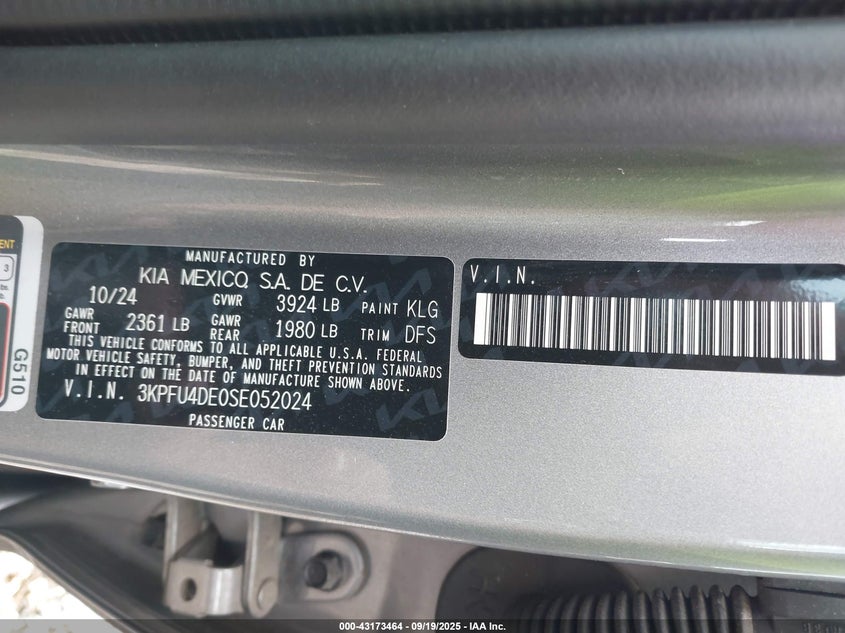 MANUFACTURED BY
KIA MEXICO, S.A. DE C.V.
10/24 GVWR 3924 LB PAINT KLG
GAWR FRONT 2361 LB GAWR REAR 1980 LB TRIM DFS
THIS VEHICLE CONFORMS TO ALL APPLICABLE U.S.A. FEDERAL
MOTOR VEHICLE SAFETY, BUMPER, AND THEFT PREVENTION STANDARDS
IN EFFECT ON THE DATE OF MANUFACTURE SHOWN ABOVE.
V.I.N. 3KPFU4DE0SE052024
PASSENGER CAR
V.I.N.
3
G510
000-43173464 - 09/19/2025 - IAA Inc.